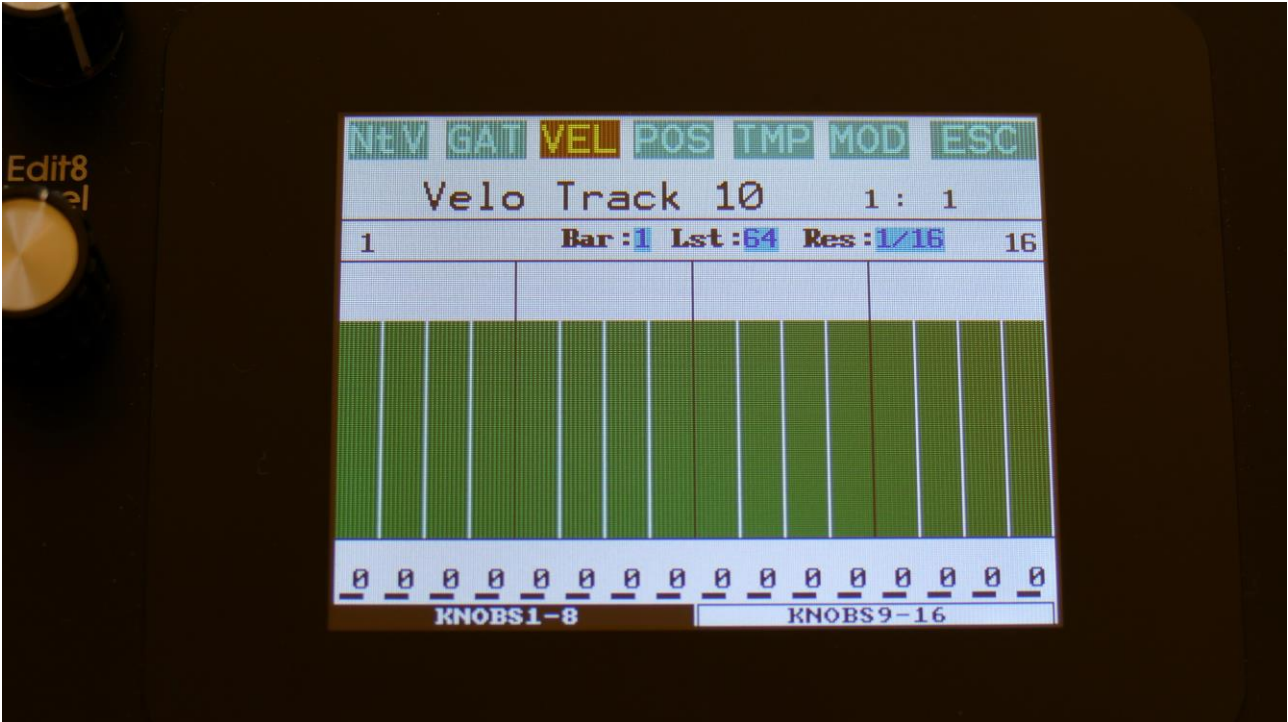 NtV GAT VEL POS TMP MOD ESC
Edit8
Velo Track 10 1: 1
1 Bar:1 Lst:64 Res:1/16 16
0 0 0 0 0 0 0 0 0 0 0 0 0 0 0 0
KNOBS1-8 KNOBS9-16